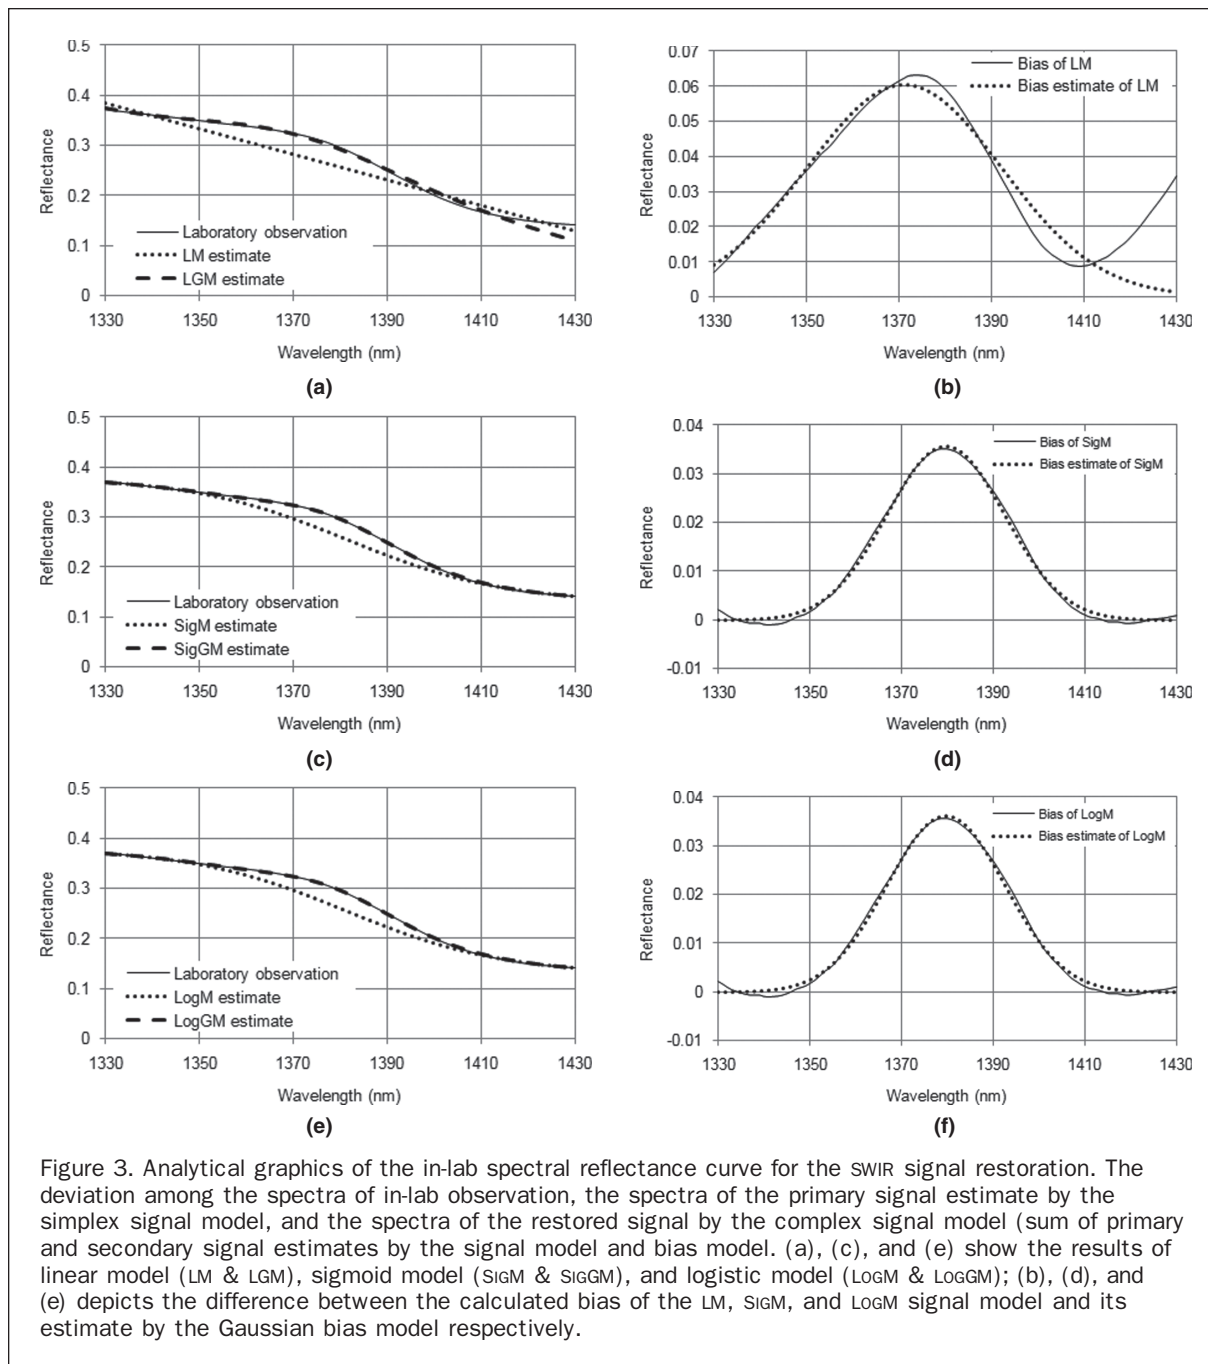 0.5
0.4
0.3
0.2
0.1
0
Reflectance
Laboratory observation
LM estimate
LGM estimate
1330 1350 1370 1390 1410 1430
Wavelength (nm)
(a)
0.07
0.06
0.05
0.04
0.03
0.02
0.01
0
Reflectance
Bias of LM
Bias estimate of LM
1330 1350 1370 1390 1410 1430
Wavelength (nm)
(b)
0.5
0.4
0.3
0.2
0.1
0
Reflectance
Laboratory observation
SigM estimate
SigGM estimate
1330 1350 1370 1390 1410 1430
Wavelength (nm)
(c)
0.04
0.03
0.02
0.01
0
-0.01
Reflectance
Bias of SigM
Bias estimate of SigM
1330 1350 1370 1390 1410 1430
Wavelength (nm)
(d)
0.5
0.4
0.3
0.2
0.1
0
Reflectance
Laboratory observation
LogM estimate
LogGM estimate
1330 1350 1370 1390 1410 1430
Wavelength (nm)
(e)
0.04
0.03
0.02
0.01
0
-0.01
Reflectance
Bias of LogM
Bias estimate of LogM
1330 1350 1370 1390 1410 1430
Wavelength (nm)
(f)
Figure 3. Analytical graphics of the in-lab spectral reflectance curve for the SWIR signal restoration. The
deviation among the spectra of in-lab observation, the spectra of the primary signal estimate by the
simplex signal model, and the spectra of the restored signal by the complex signal model (sum of primary
and secondary signal estimates by the signal model and bias model. (a), (c), and (e) show the results of
linear model (LM & LGM), sigmoid model (SIGM & SIGGM), and logistic model (LOGM & LOGGM); (b), (d), and
(e) depicts the difference between the calculated bias of the LM, SIGM, and LOGM signal model and its
estimate by the Gaussian bias model respectively.